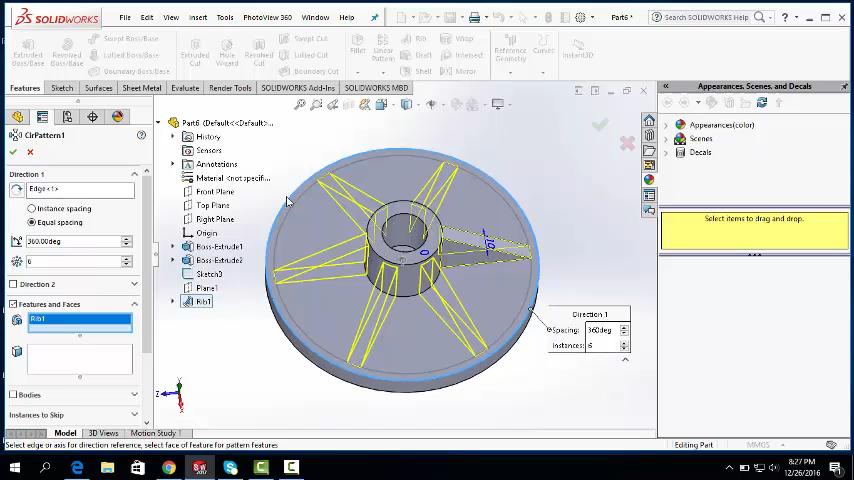 SOLIDWORKS File Edit View Insert Tools PhotoView 360 Window Help Part6 * Search SOLIDWORKS Help
Extruded Boss/Base
Revolved Boss/Base
Swept Boss/Base
Lofted Boss/Base
Boundary Boss/Base
Extruded Cut
Hole Wizard
Revolved Cut
Swept Cut
Lofted Cut
Boundary Cut
Fillet
Linear Pattern
Rib
Draft
Shell
Wrap
Intersect
Mirror
Reference Geometry
Curves
Instant3D
Features Sketch Surfaces Sheet Metal Evaluate Render Tools SOLIDWORKS Add-Ins SOLIDWORKS MBD
CirPattern1
Direction 1
Edge<1>
Instance spacing
Equal spacing
360.00deg
6
Direction 2
Features and Faces
Rib1
Bodies
Instances to Skip
Part6 (Default<<Default>...
History
Sensors
Annotations
Material <not specifi...
Front Plane
Top Plane
Right Plane
Origin
Boss-Extrude1
Boss-Extrude2
Sketch3
Plane1
Rib1
10
0
Direction 1
Spacing: 360deg
Instances: 6
Y
Z
Appearances, Scenes, and Decals
Appearances(color)
Scenes
Decals
Select items to drag and drop.
Model 3D Views Motion Study 1
Select edge or axis for direction reference, select face of feature for pattern features Editing Part MMGS
8:27 PM
12/26/2016